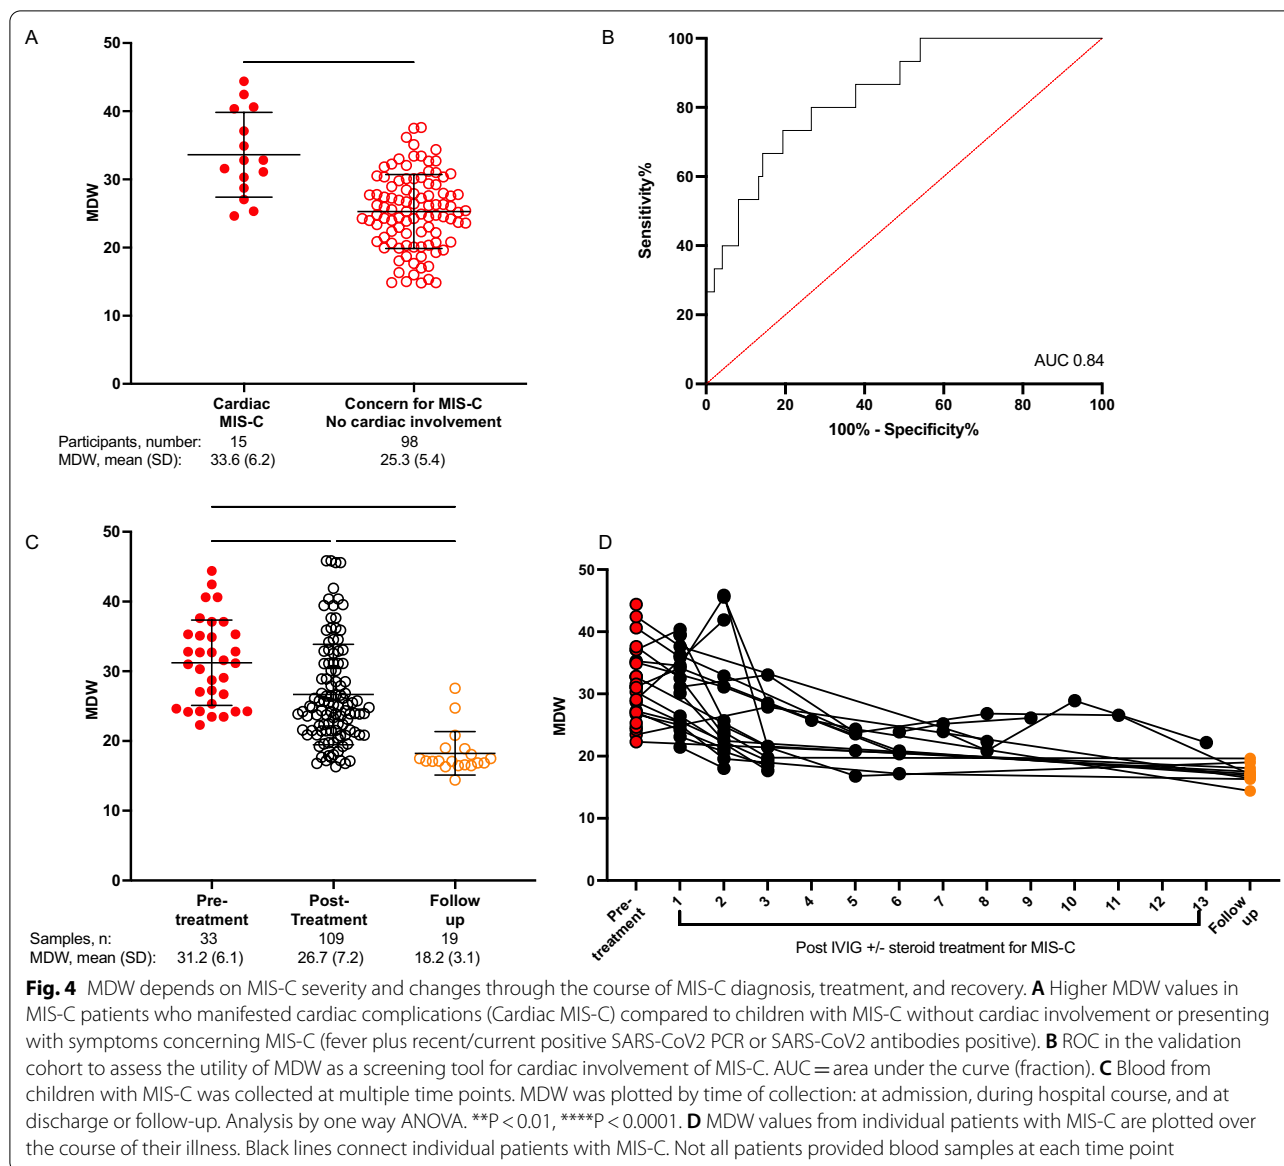 A
50
40
30
20
10
0
MDW
Cardiac
MIS-C
Concern for MIS-C
No cardiac involvement
Participants, number: 15 98
MDW, mean (SD): 33.6 (6.2) 25.3 (5.4)
B
100
80
60
40
20
0
Sensitivity%
AUC 0.84
0 20 40 60 80 100
100% - Specificity%
C
50
40
30
20
10
0
MDW
Pre-
treatment
Post-
Treatment
Follow
up
Samples, n: 33 109 19
MDW, mean (SD): 31.2 (6.1) 26.7 (7.2) 18.2 (3.1)
D
50
40
30
20
10
0
MDW
Pre-
treatment
1 2 3 4 5 6 7 8 9 10 11 12 13
Follow
up
Post IVIG +/- steroid treatment for MIS-C
Fig. 4 MDW depends on MIS-C severity and changes through the course of MIS-C diagnosis, treatment, and recovery. A Higher MDW values in
MIS-C patients who manifested cardiac complications (Cardiac MIS-C) compared to children with MIS-C without cardiac involvement or presenting
with symptoms concerning MIS-C (fever plus recent/current positive SARS-CoV2 PCR or SARS-CoV2 antibodies positive). B ROC in the validation
cohort to assess the utility of MDW as a screening tool for cardiac involvement of MIS-C. AUC = area under the curve (fraction). C Blood from
children with MIS-C was collected at multiple time points. MDW was plotted by time of collection: at admission, during hospital course, and at
discharge or follow-up. Analysis by one way ANOVA. **P < 0.01, ****P < 0.0001. D MDW values from individual patients with MIS-C are plotted over
the course of their illness. Black lines connect individual patients with MIS-C. Not all patients provided blood samples at each time point